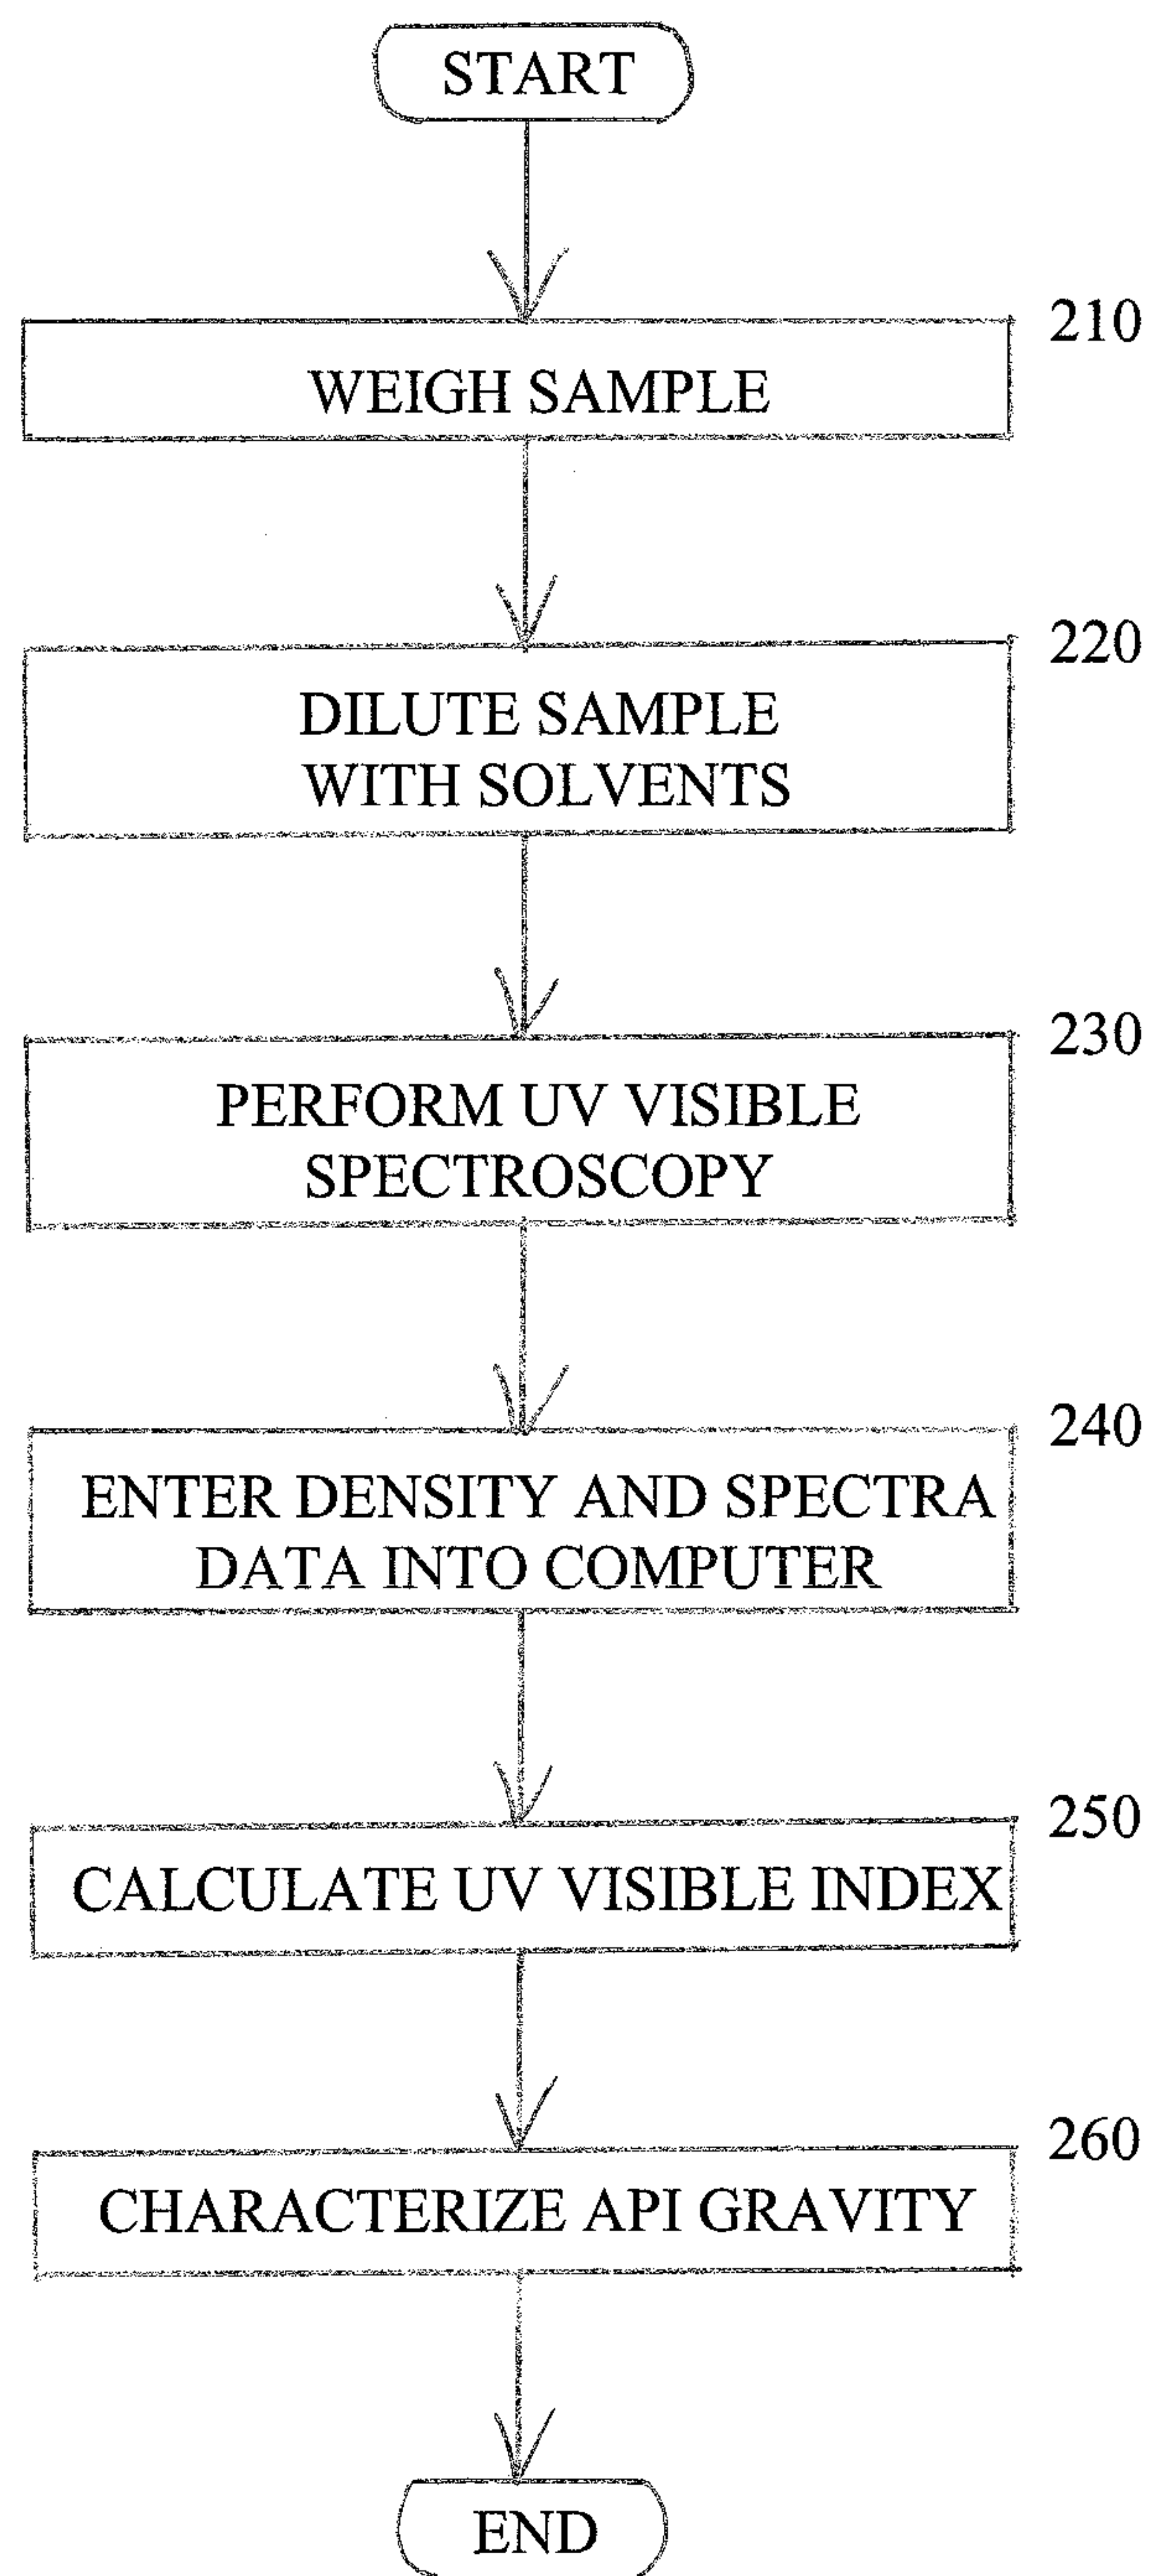 START
210
WEIGH SAMPLE
220
DILUTE SAMPLE
WITH SOLVENTS
230
PERFORM UV VISIBLE
SPECTROSCOPY
240
ENTER DENSITY AND SPECTRA
DATA INTO COMPUTER
250
CALCULATE UV VISIBLE INDEX
260
CHARACTERIZE API GRAVITY
END